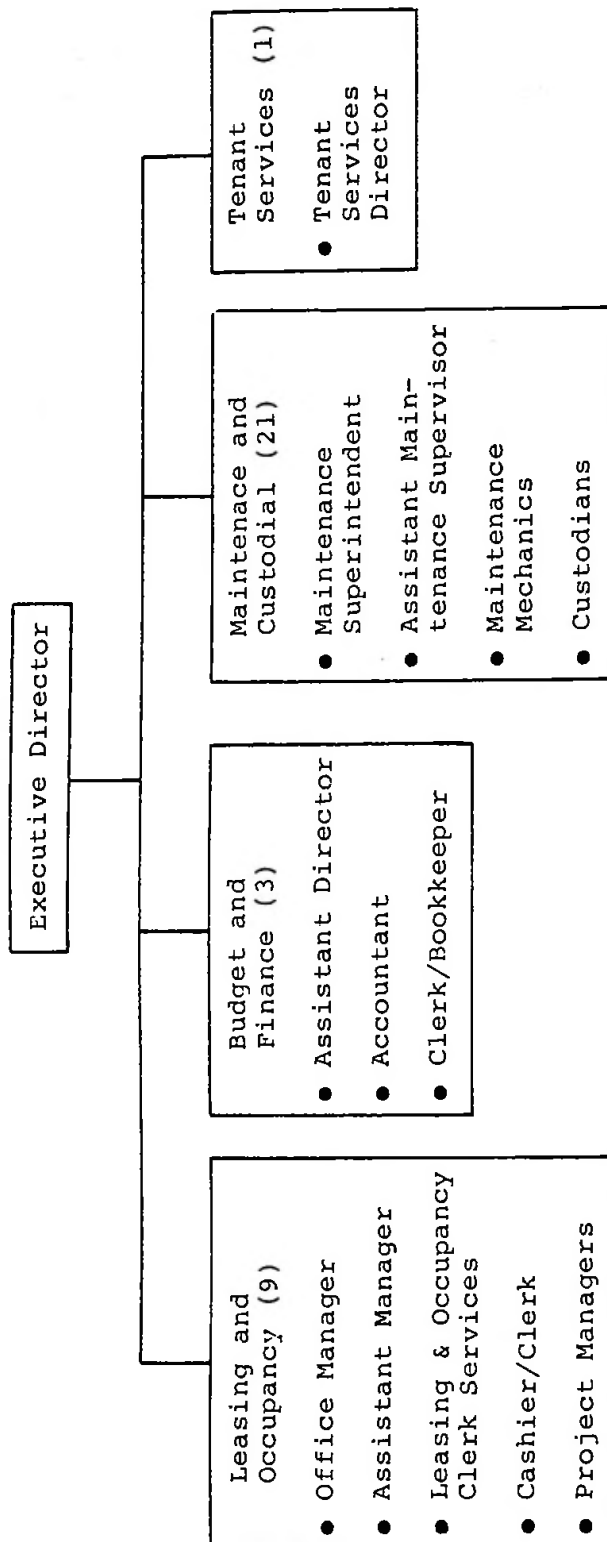 Executive Director
Leasing and
Occupancy (9)
● Office Manager
● Assistant Manager
● Leasing & Occupancy
Clerk Services
● Cashier/Clerk
● Project Managers
Budget and
Finance (3)
● Assistant Director
● Accountant
● Clerk/Bookkeeper
Maintenace and
Custodial (21)
● Maintenance
Superintendent
● Assistant Main-
tenance Supervisor
● Maintenance
Mechanics
● Custodians
Tenant
Services (1)
● Tenant
Services
Director